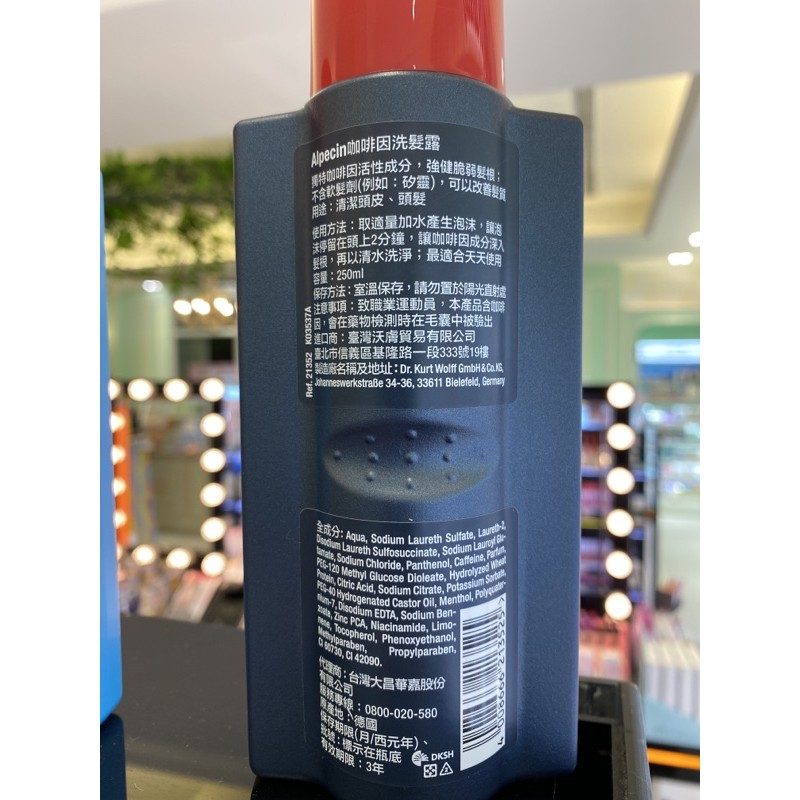 Alpecin咖啡因洗髮露
獨特咖啡因活性成分，強健脆弱髮根；
不含軟髮劑(例如：矽靈)，可以改善髮質
用途：清潔頭皮、頭髮
使用方法：取適量加水產生泡沫，讓泡
沫停留在頭上2分鐘，讓咖啡因成分深入
髮根，再以清水洗淨；最適合天天使用
容量：250ml
保存方法：室溫保存，請勿置於陽光直射處
注意事項：致職業運動員，本產品含咖啡
因，會在藥物檢測時在毛囊中被驗出
進口商：臺灣沃膚貿易有限公司
臺北市信義區基隆路一段333號19樓
製造廠名稱及地址：Dr. Kurt Wolff GmbH & Co. KG,
Johanneswerkstraße 34-36, 33611 Bielefeld, Germany
Ref. 21352 K03537A
全成分: Aqua, Sodium Laureth Sulfate, Laureth-2,
Disodium Laureth Sulfosuccinate, Sodium Lauroyl Glu-
tamate, Sodium Chloride, Panthenol, Caffeine, Parfum,
PEG-120 Methyl Glucose Dioleate, Hydrolyzed Wheat
Protein, Citric Acid, Sodium Citrate, Potassium Sorbate,
PEG-40 Hydrogenated Castor Oil, Menthol, Polyquater-
nium-7, Disodium EDTA, Sodium Ben-
zoate, Zinc PCA, Niacinamide, Limo-
nene, Tocopherol, Phenoxyethanol,
Methylparaben, Propylparaben,
CI 60730, CI 42090.
代理商：台灣大昌華嘉股份
有限公司
服務專線：0800-020-580
原產地：德國
保存期限(月/西元年)、
批號：標示在瓶底
有效期限：3年
DKSH